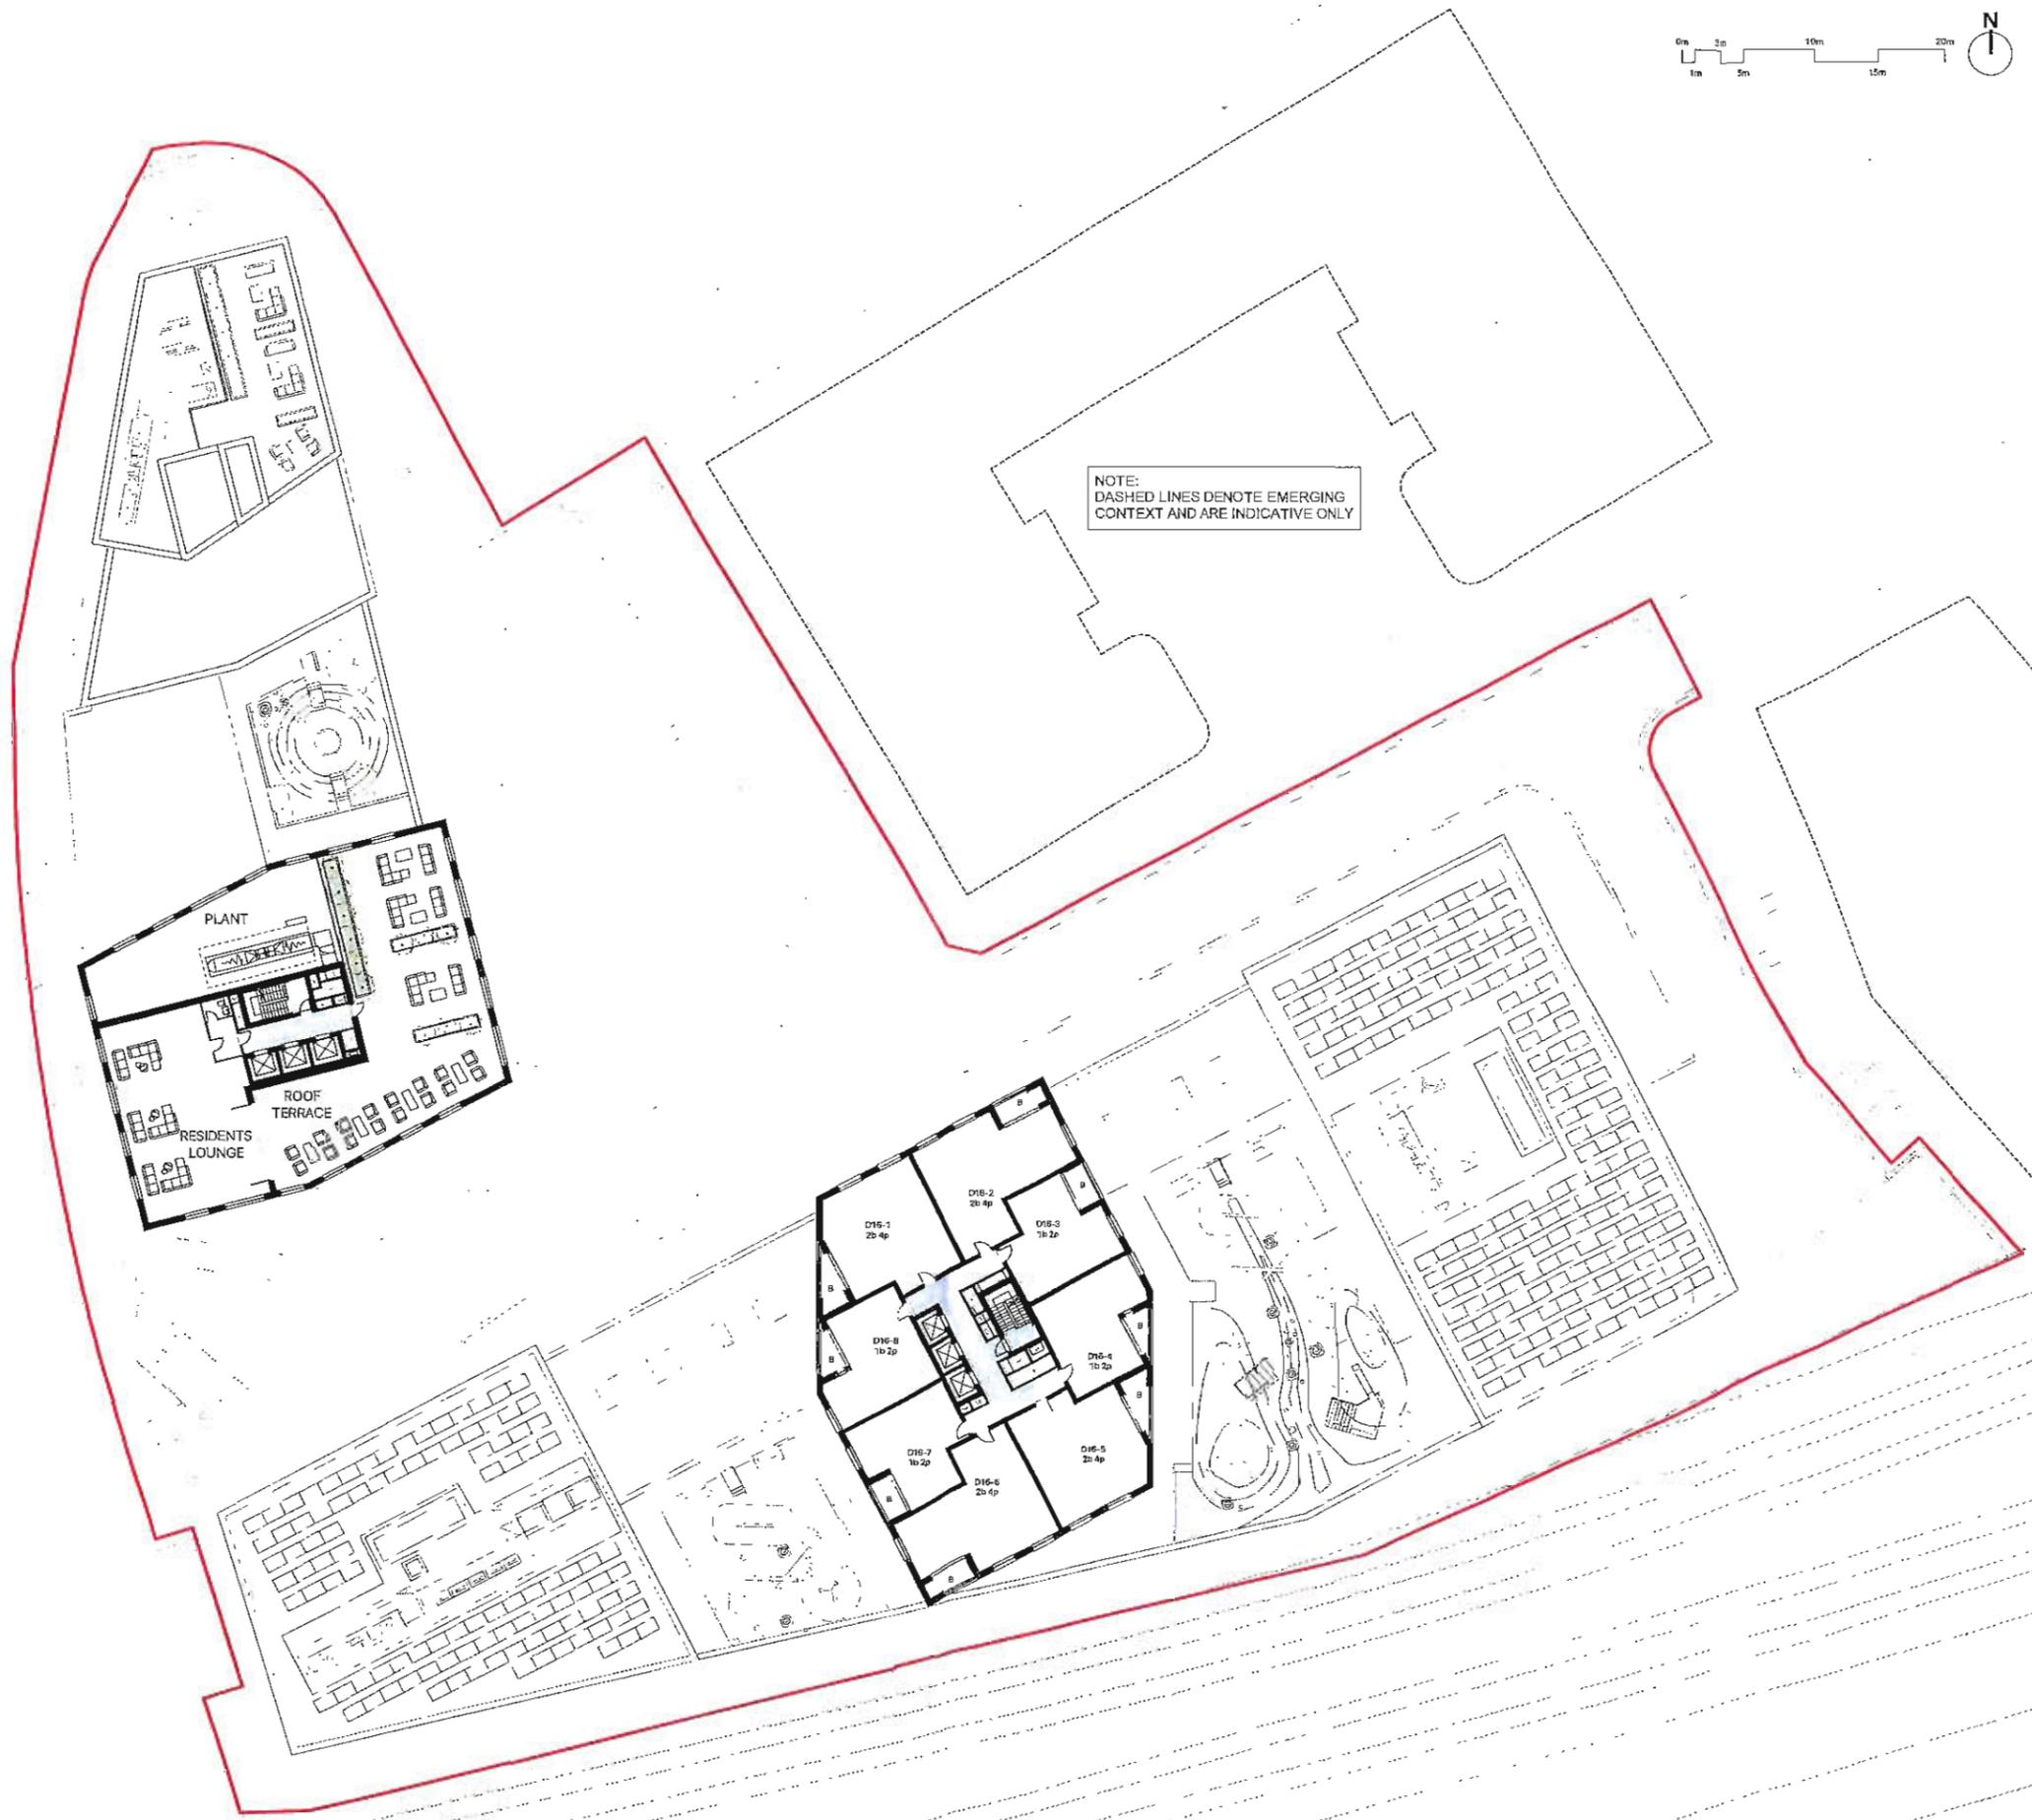 N
0m 2m 10m 20m
1m 5m 15m
NOTE:
DASHED LINES DENOTE EMERGING
CONTEXT AND ARE INDICATIVE ONLY
PLANT
ROOF
TERRACE
RESIDENTS
LOUNGE
B
D16-2
2b 4p
B
D16-1
2b 4p
D16-3
1b 2p
B
B
D16-8
1b 2p
B
D16-4
1b 2p
B
D16-7
1b 2p
D16-5
2b 4p
D16-6
2b 4p
B
B